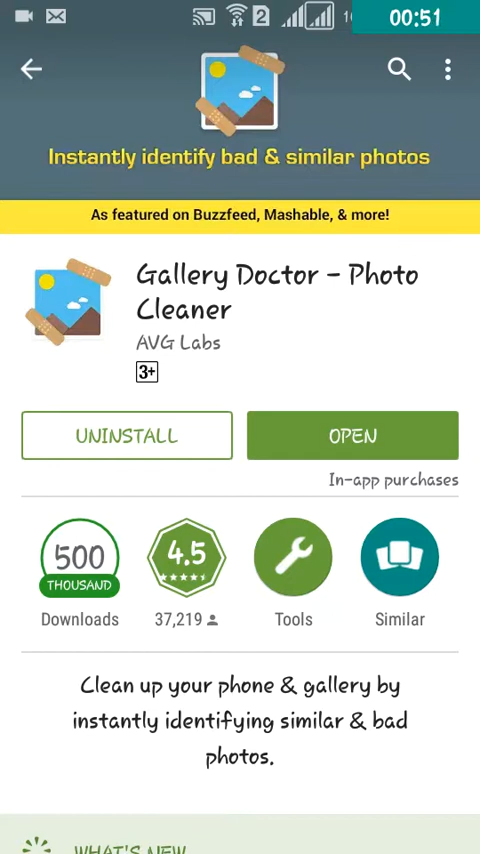 2
00:51
Instantly identify bad & similar photos
As featured on Buzzfeed, Mashable, & more!
Gallery Doctor – Photo
Cleaner
AVG Labs
3+
UNINSTALL
OPEN
In-app purchases
500
THOUSAND
4.5
Downloads
37,219
Tools
Similar
Clean up your phone & gallery by
instantly identifying similar & bad
photos.
WHAT'S NEW